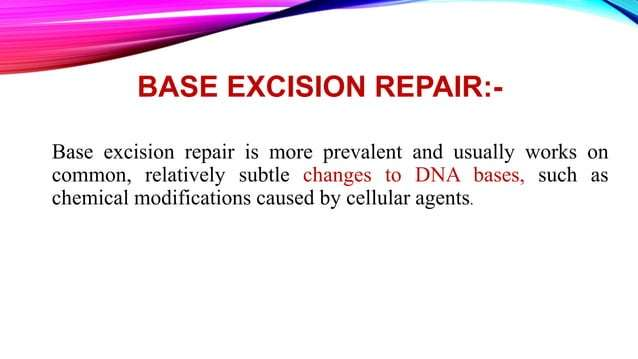 BASE EXCISION REPAIR:-
Base excision repair is more prevalent and usually works on
common, relatively subtle changes to DNA bases, such as
chemical modifications caused by cellular agents.